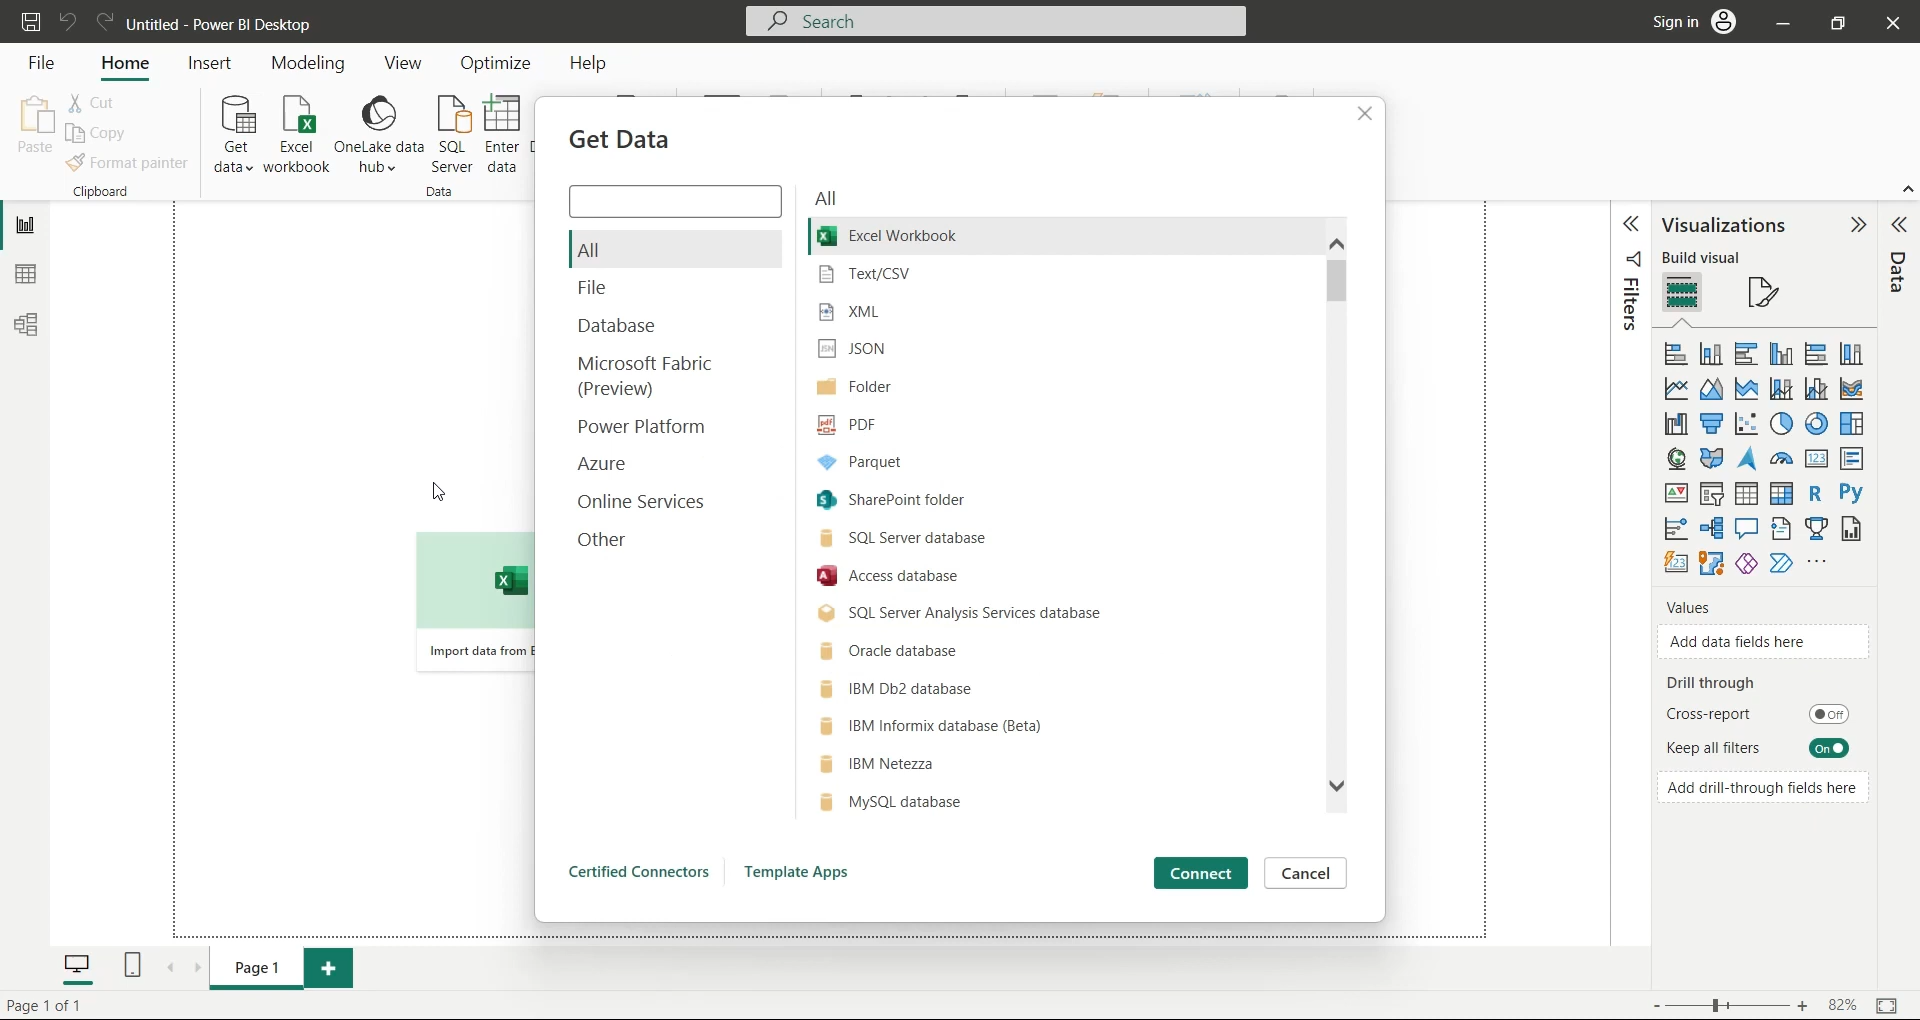 Untitled - Power BI Desktop
Search
Sign in
File Home Insert Modeling View Optimize Help
Paste
Cut
Copy
Format painter
Clipboard
Get data
Excel workbook
OneLake data hub
SQL Server
Enter data
Data
Get Data
All
File
Database
Microsoft Fabric
(Preview)
Power Platform
Azure
Online Services
Other
All
Excel Workbook
Text/CSV
XML
JSON
Folder
PDF
Parquet
SharePoint folder
SQL Server database
Access database
SQL Server Analysis Services database
Oracle database
IBM Db2 database
IBM Informix database (Beta)
IBM Netezza
MySQL database
Certified Connectors
Template Apps
Connect
Cancel
Import data from E
Filters
Visualizations
Build visual
123
R
Py
123
Values
Add data fields here
Drill through
Cross-report
Off
Keep all filters
On
Add drill-through fields here
Data
Page 1
Page 1 of 1
- + 82%